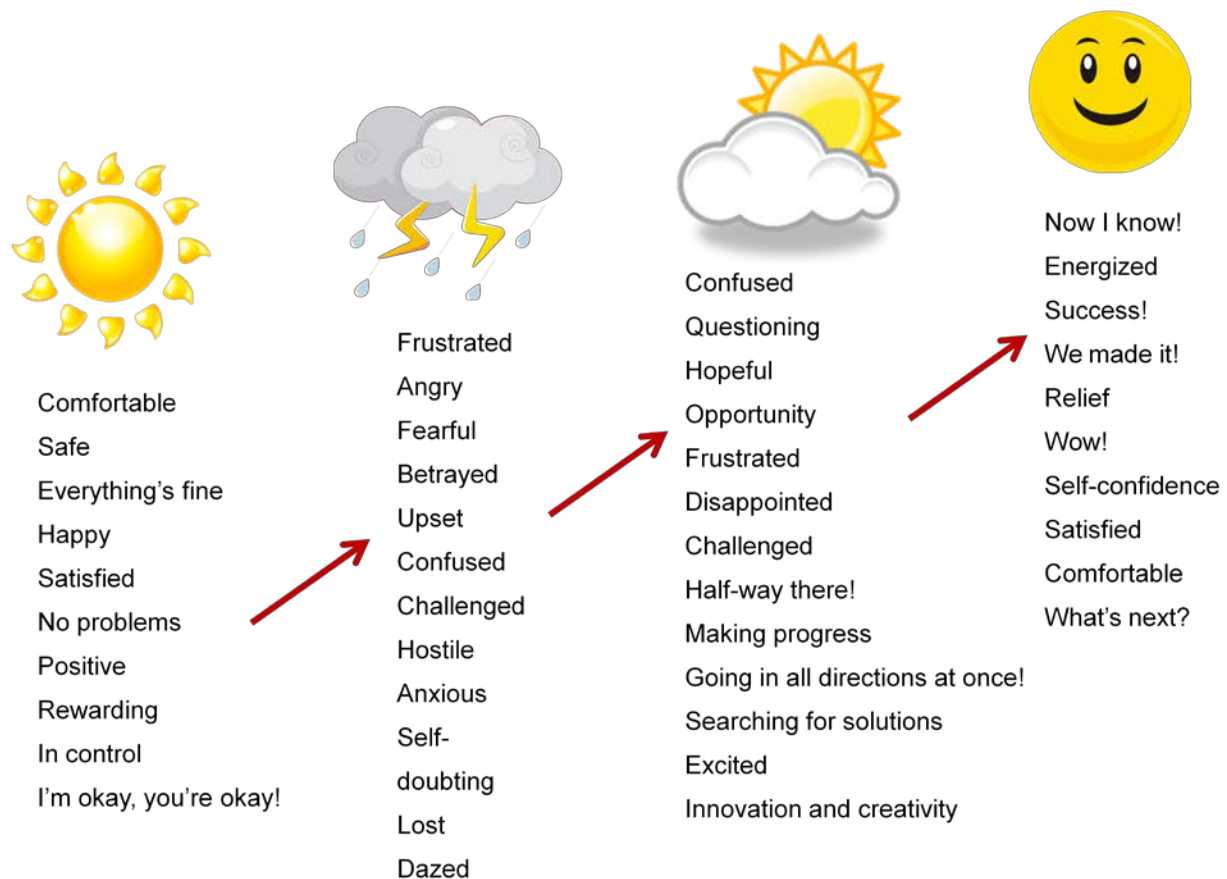 Comfortable
Safe
Everything’s fine
Happy
Satisfied
No problems
Positive
Rewarding
In control
I’m okay, you’re okay!
Frustrated
Angry
Fearful
Betrayed
Upset
Confused
Challenged
Hostile
Anxious
Self-
doubting
Lost
Dazed
Confused
Questioning
Hopeful
Opportunity
Frustrated
Disappointed
Challenged
Half-way there!
Making progress
Going in all directions at once!
Searching for solutions
Excited
Innovation and creativity
Now I know!
Energized
Success!
We made it!
Relief
Wow!
Self-confidence
Satisfied
Comfortable
What’s next?